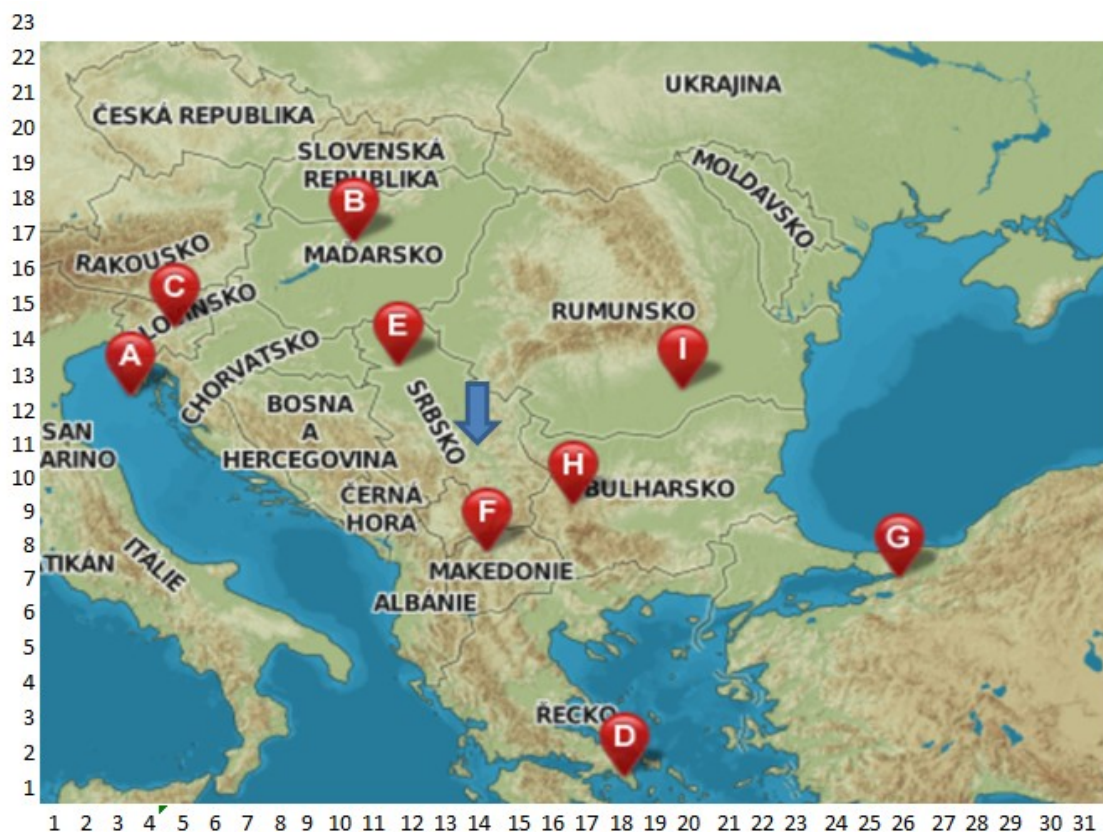 23
22
21
20
19
18
17
16
15
14
13
12
11
10
9
8
7
6
5
4
3
2
1
UKRAJINA
ČESKÁ REPUBLIKA
SLOVENSKÁ
REPUBLIKA
MOLDAVSKO
B
MAĎARSKO
RAKOUSKO
C
RUMUNSKO
E
I
A
CHORVATSKO
SRBSKO
BOSNA
A
HERCEGOVINA
SAN
ARINO
H
BULHARSKO
ČERNÁ
HORA
F
G
ITÁLIE
ATIKÁN
MAKEDONIE
ALBÁNIE
ŘECKO
D
1 2 3 4 5 6 7 8 9 10 11 12 13 14 15 16 17 18 19 20 21 22 23 24 25 26 27 28 29 30 31